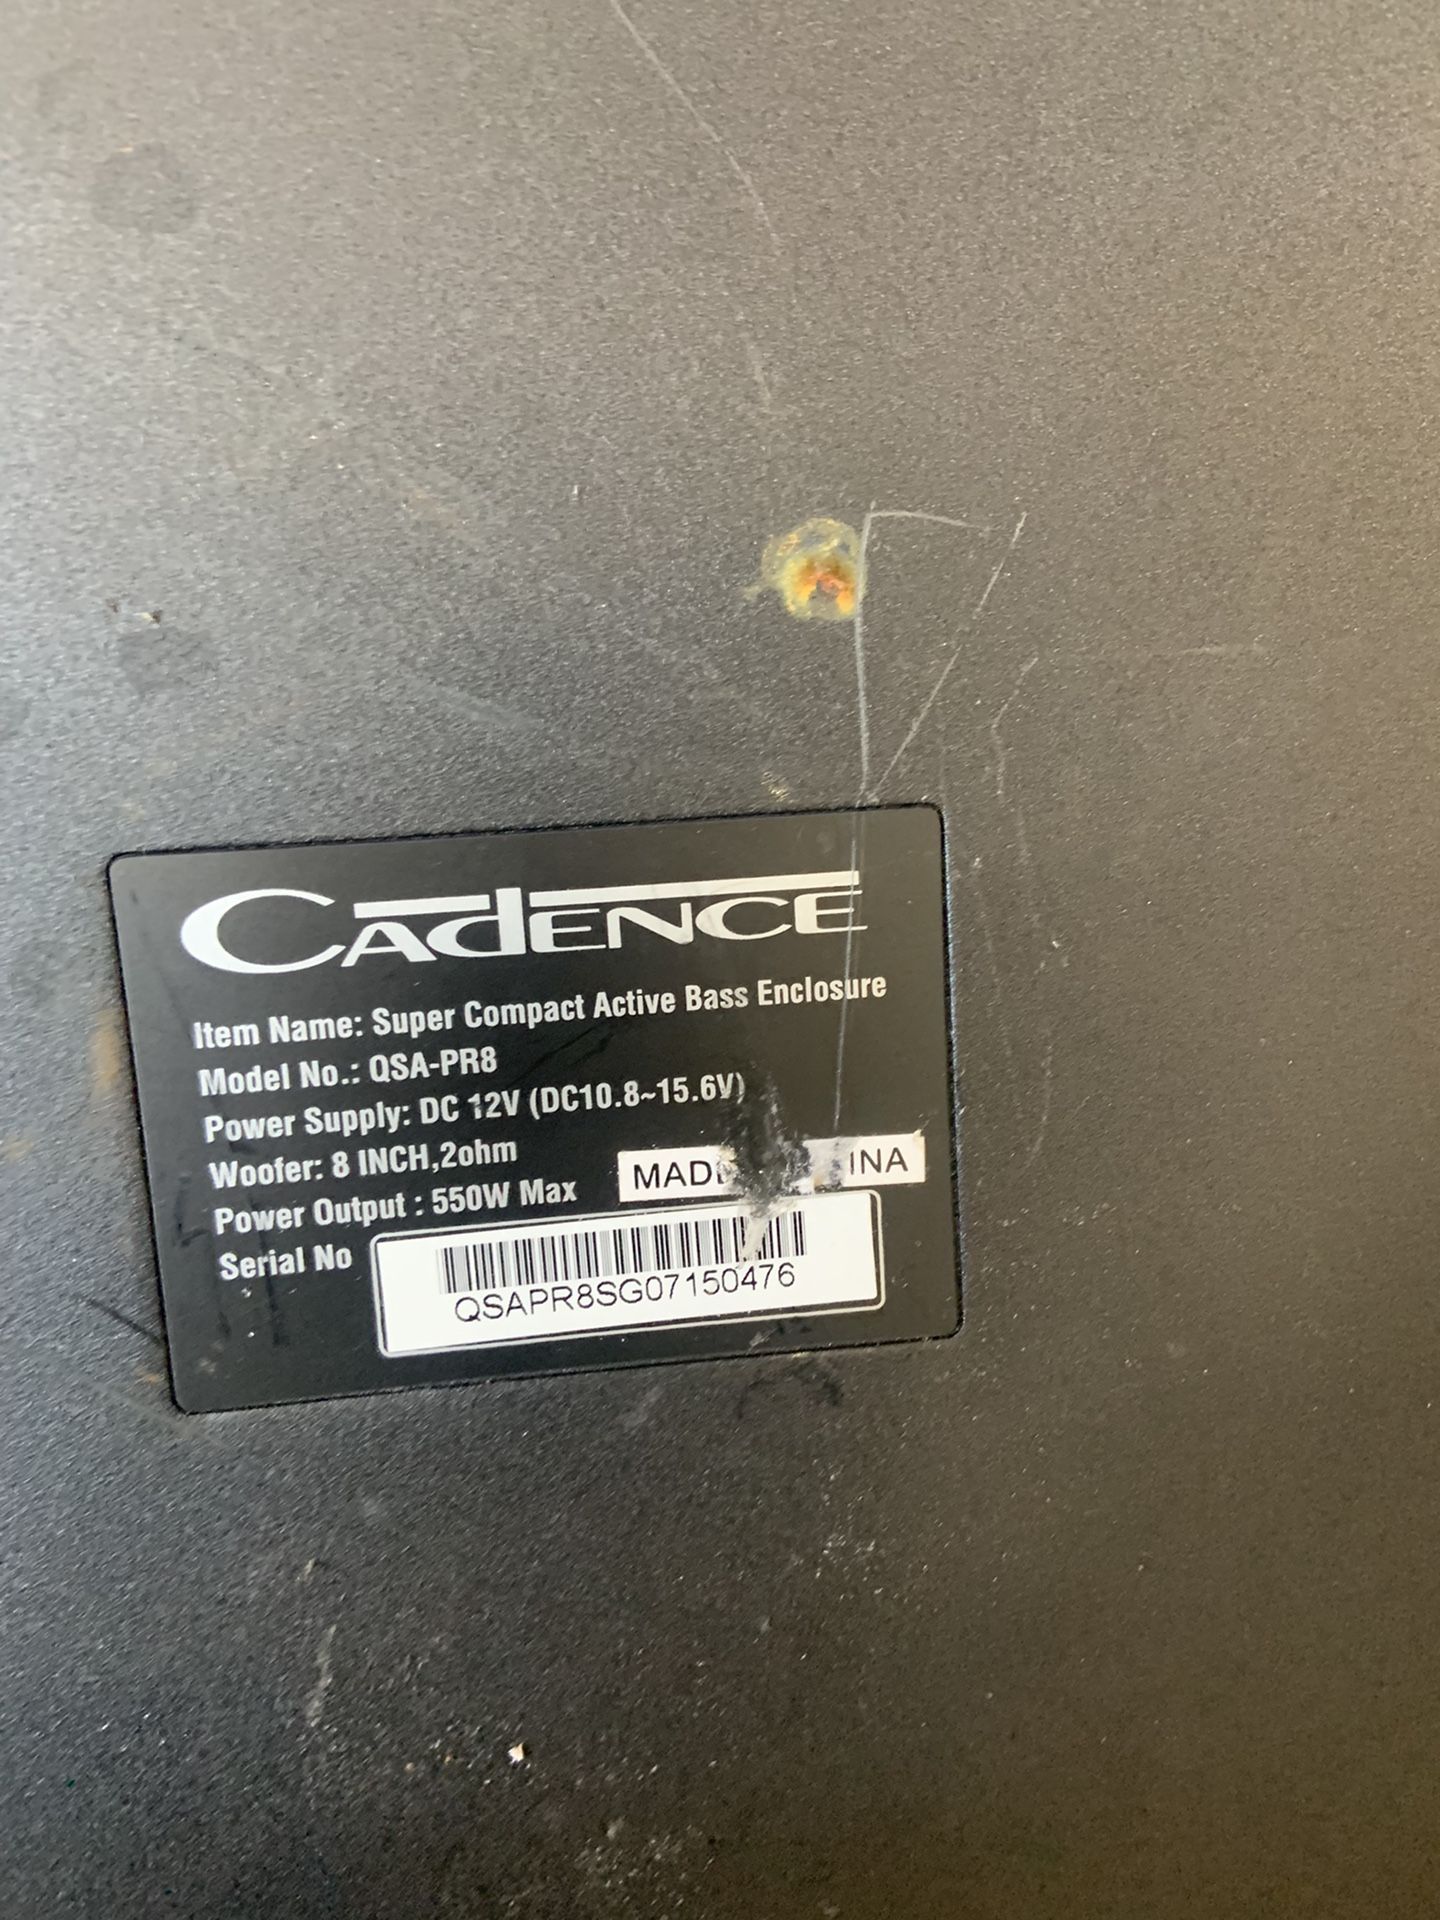 CADENCE
Item Name: Super Compact Active Bass Enclosure
Model No.: QSA-PR8
Power Supply: DC 12V (DC10.8~15.6V)
Woofer: 8 INCH,2ohm
Power Output : 550W Max
Serial No
QSAPR8SG07150476